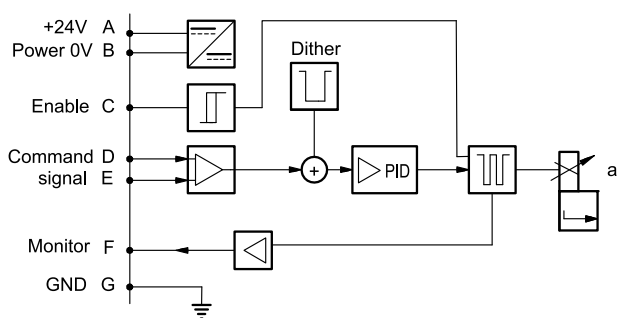 +24V A
Power 0V B
Dither
Enable C
Command D
signal E
+
PID
a
Monitor F
GND G